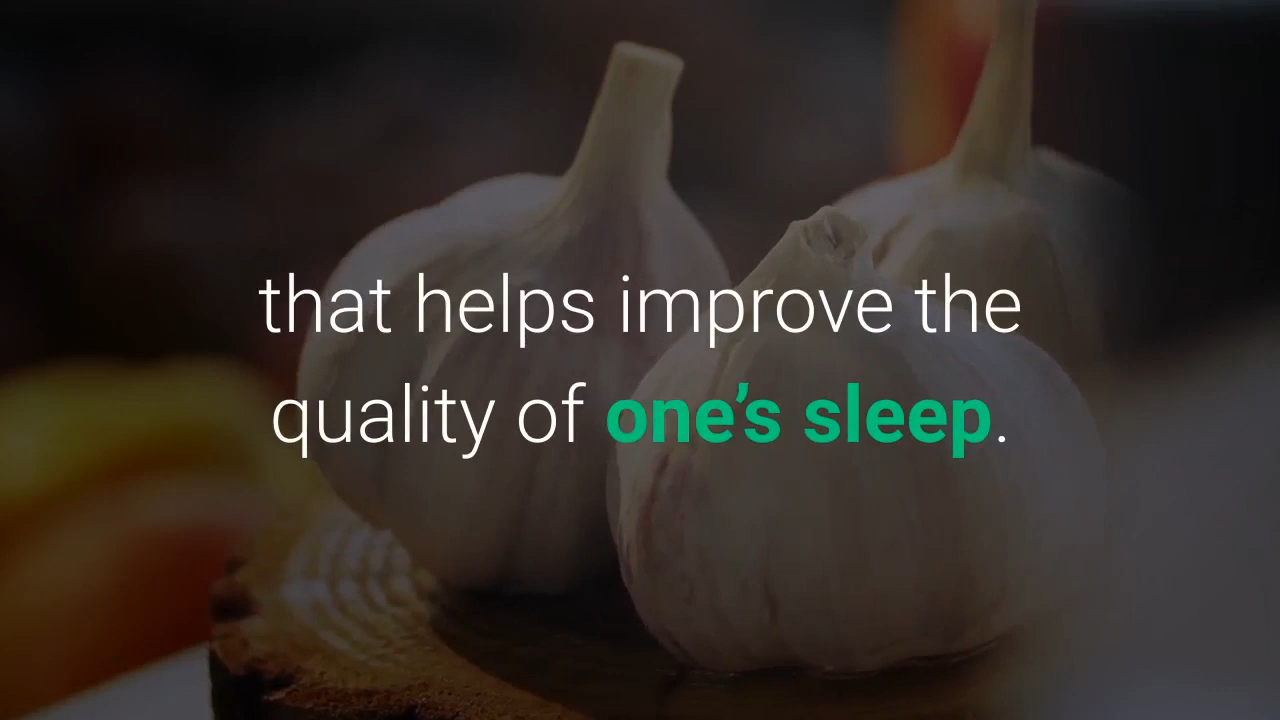 that helps improve the
quality of one’s sleep.